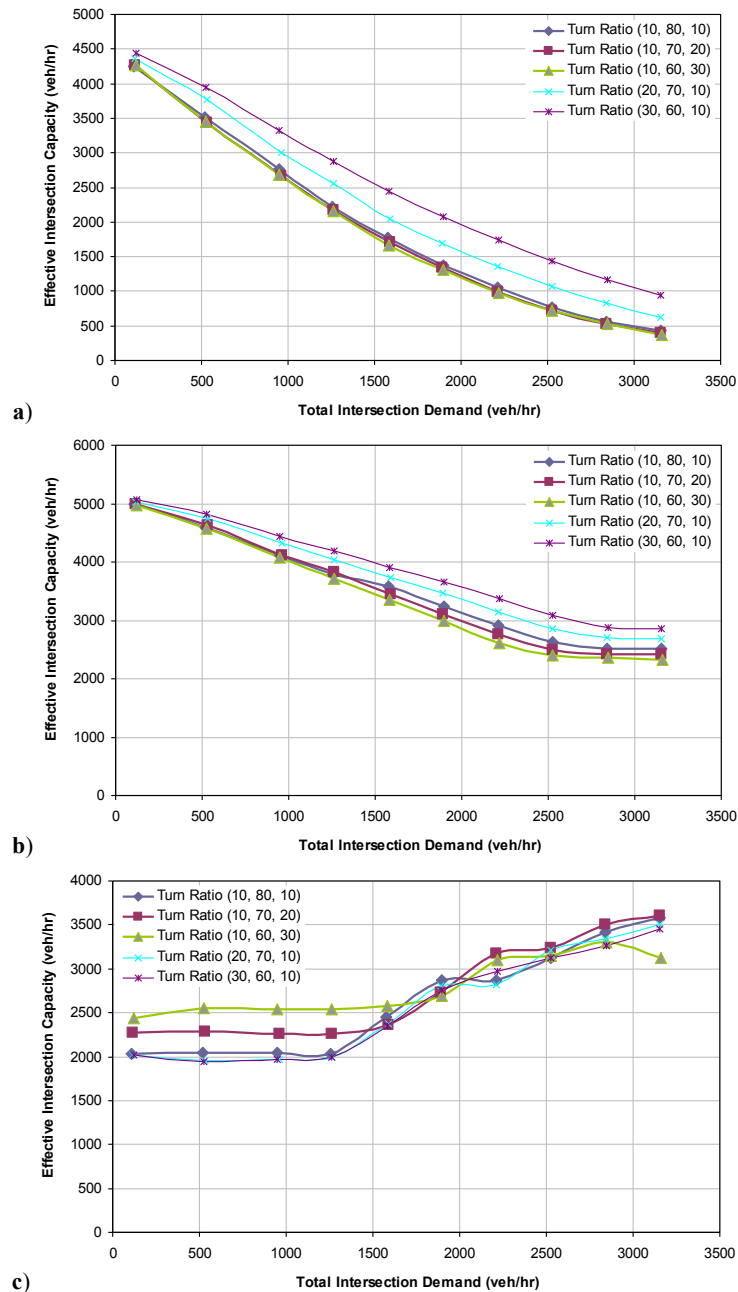 5000
4500
4000
3500
3000
2500
2000
1500
1000
500
0
Effective Intersection Capacity (veh/hr)
Turn Ratio (10, 80, 10)
Turn Ratio (10, 70, 20)
Turn Ratio (10, 60, 30)
Turn Ratio (20, 70, 10)
Turn Ratio (30, 60, 10)
0 500 1000 1500 2000 2500 3000 3500
Total Intersection Demand (veh/hr)
a)
6000
5000
4000
3000
2000
1000
0
Effective Intersection Capacity (veh/hr)
Turn Ratio (10, 80, 10)
Turn Ratio (10, 70, 20)
Turn Ratio (10, 60, 30)
Turn Ratio (20, 70, 10)
Turn Ratio (30, 60, 10)
0 500 1000 1500 2000 2500 3000 3500
Total Intersection Demand (veh/hr)
b)
4000
3500
3000
2500
2000
1500
1000
500
0
Effective Intersection Capacity (veh/hr)
Turn Ratio (10, 80, 10)
Turn Ratio (10, 70, 20)
Turn Ratio (10, 60, 30)
Turn Ratio (20, 70, 10)
Turn Ratio (30, 60, 10)
0 500 1000 1500 2000 2500 3000 3500
Total Intersection Demand (veh/hr)
c)